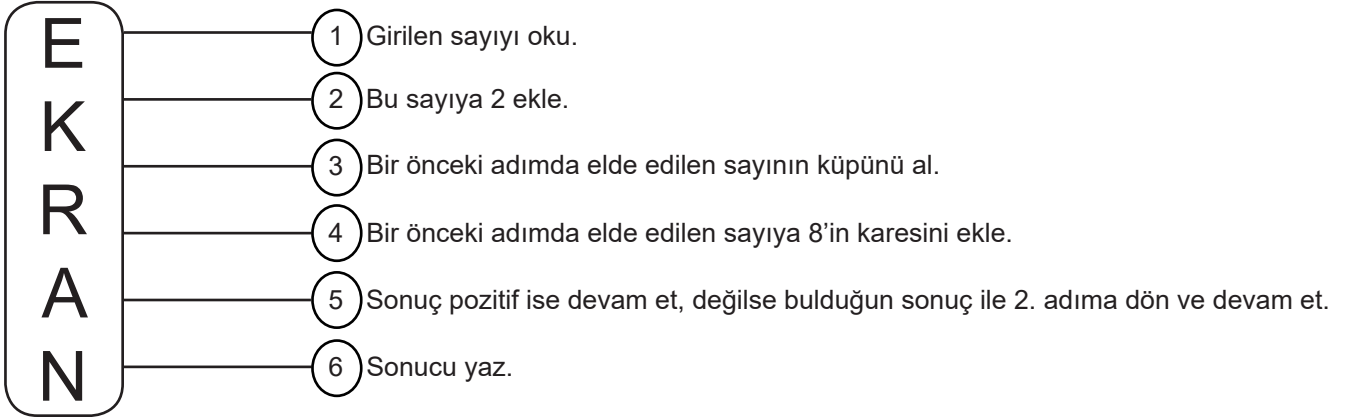 EKRAN
1 Girilen sayıyı oku.
2 Bu sayıya 2 ekle.
3 Bir önceki adımda elde edilen sayının küpünü al.
4 Bir önceki adımda elde edilen sayıya 8’in karesini ekle.
5 Sonuç pozitif ise devam et, değilse bulduğun sonuç ile 2. adıma dön ve devam et.
6 Sonucu yaz.